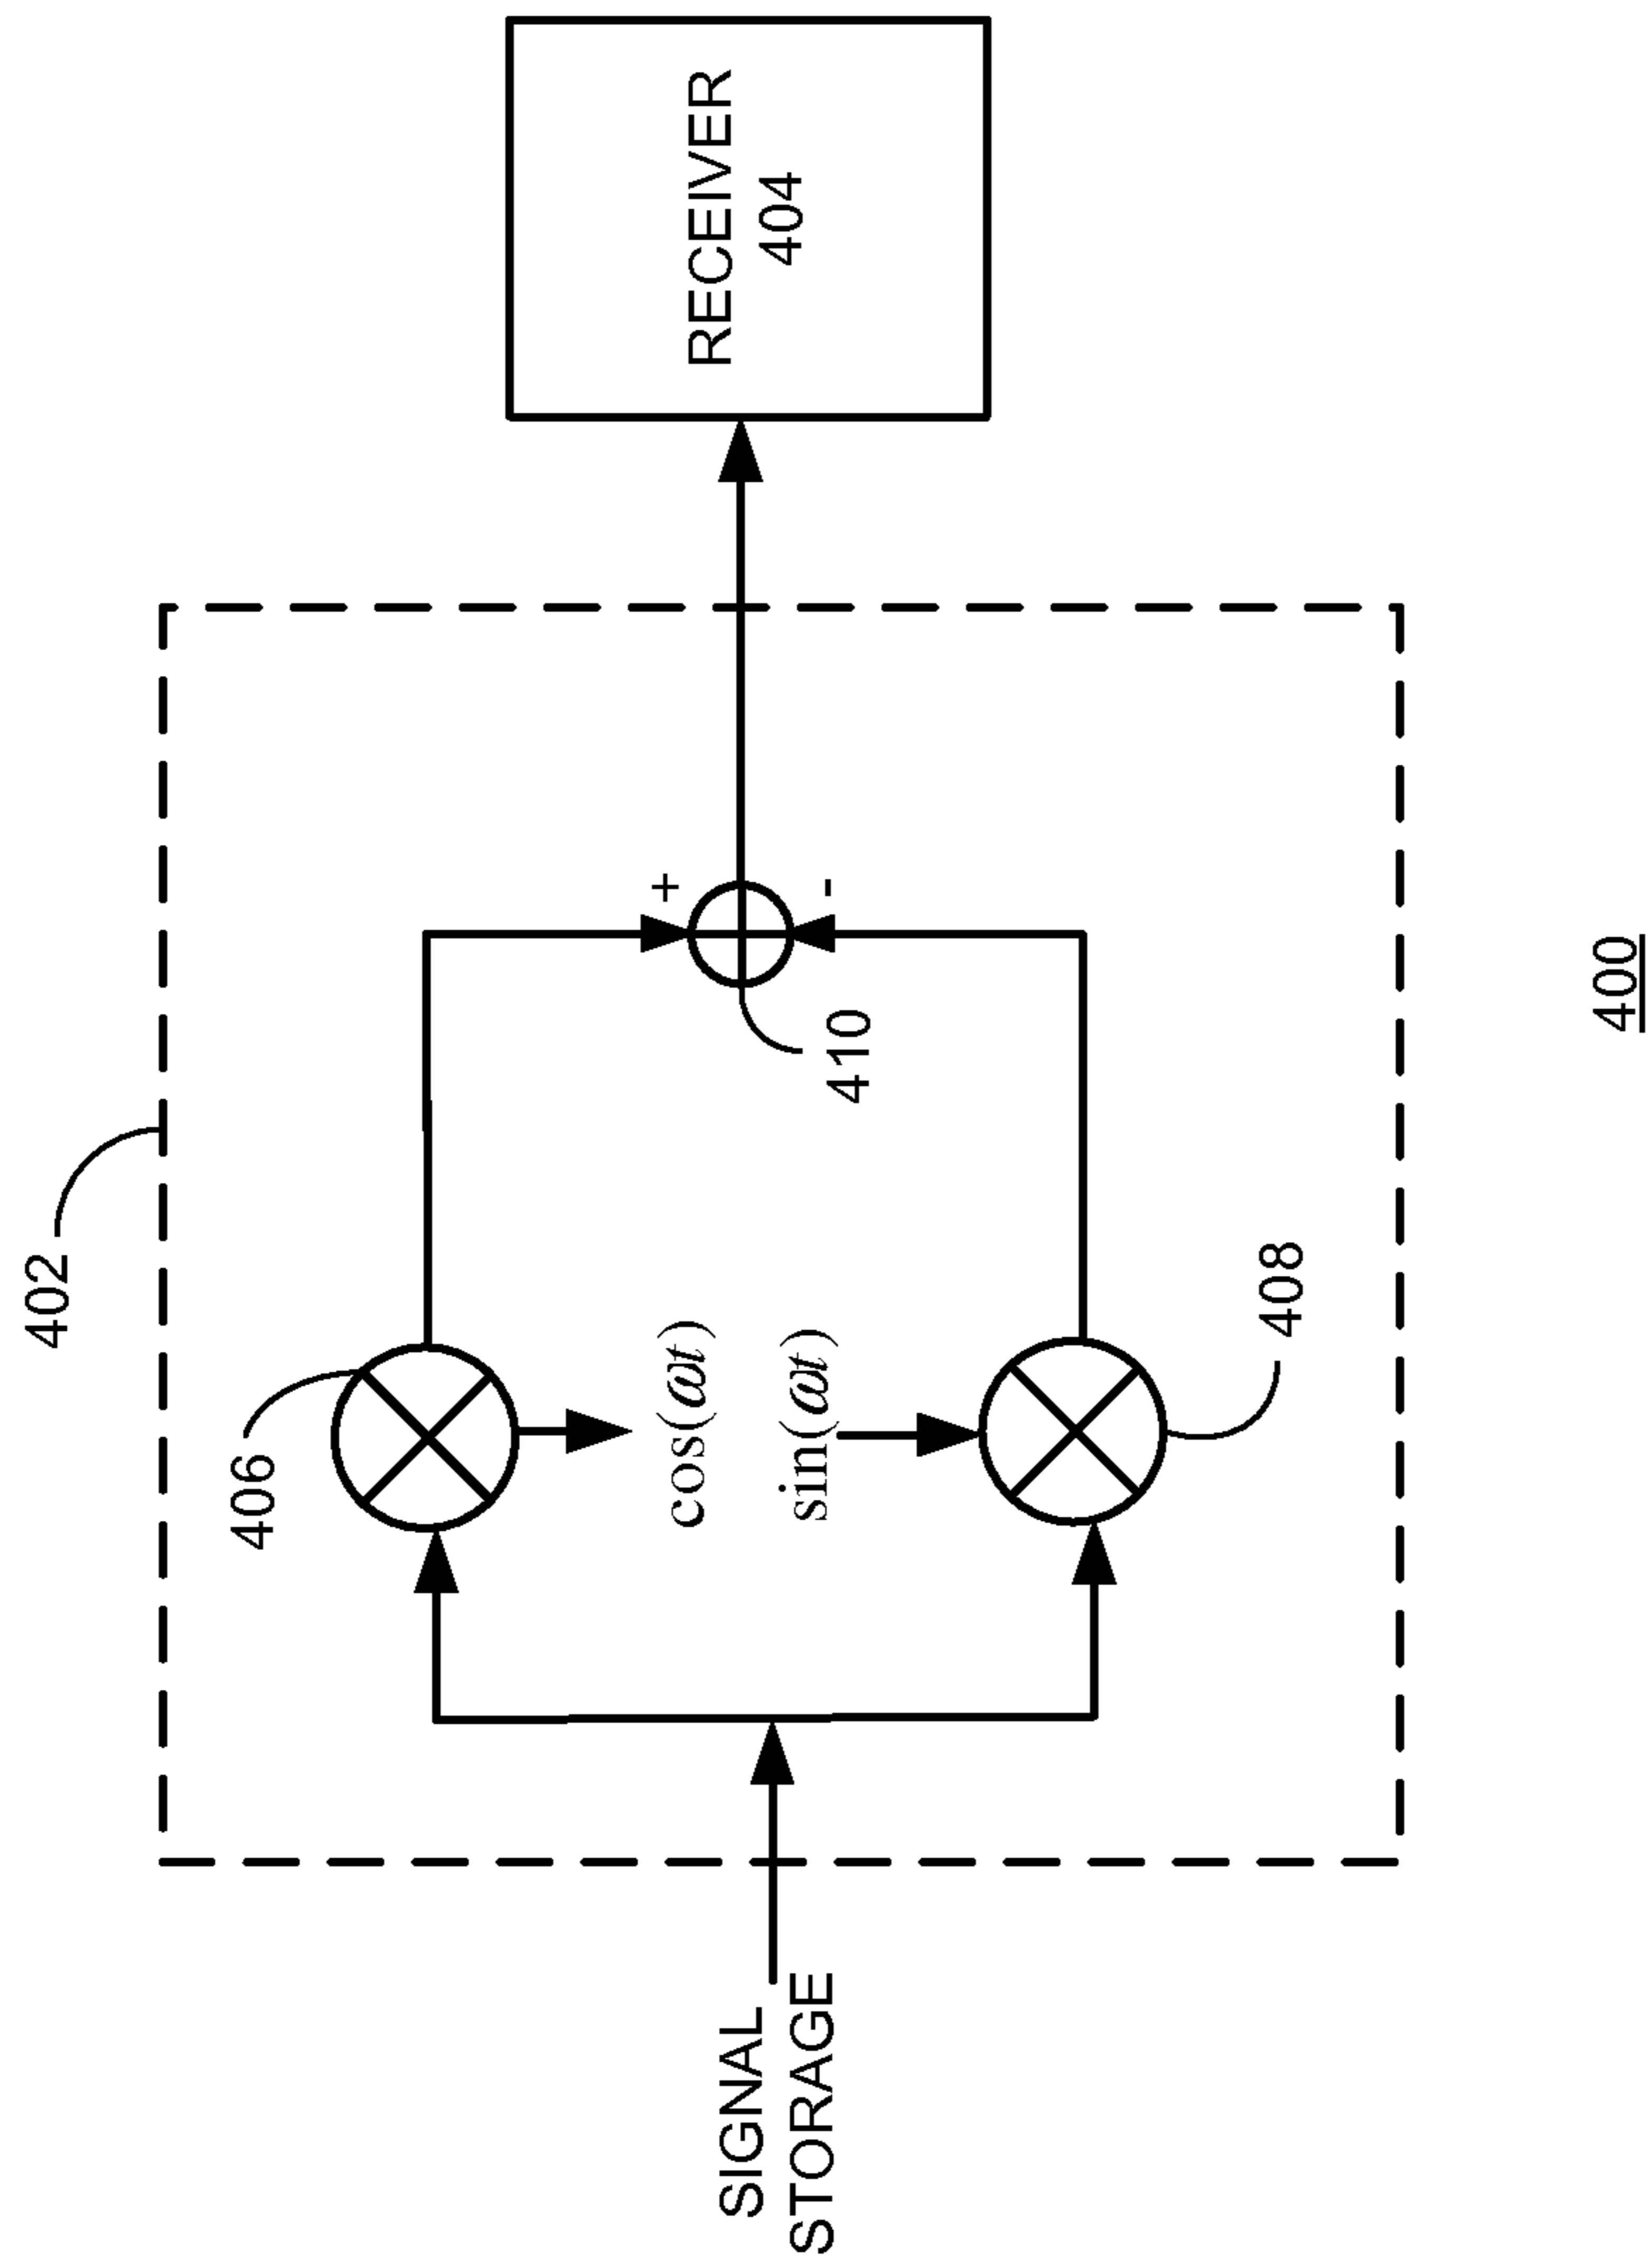 402
406
SIGNAL
STORAGE
cos(ωt)
sin(ωt)
408
+
-
410
RECEIVER
404
400